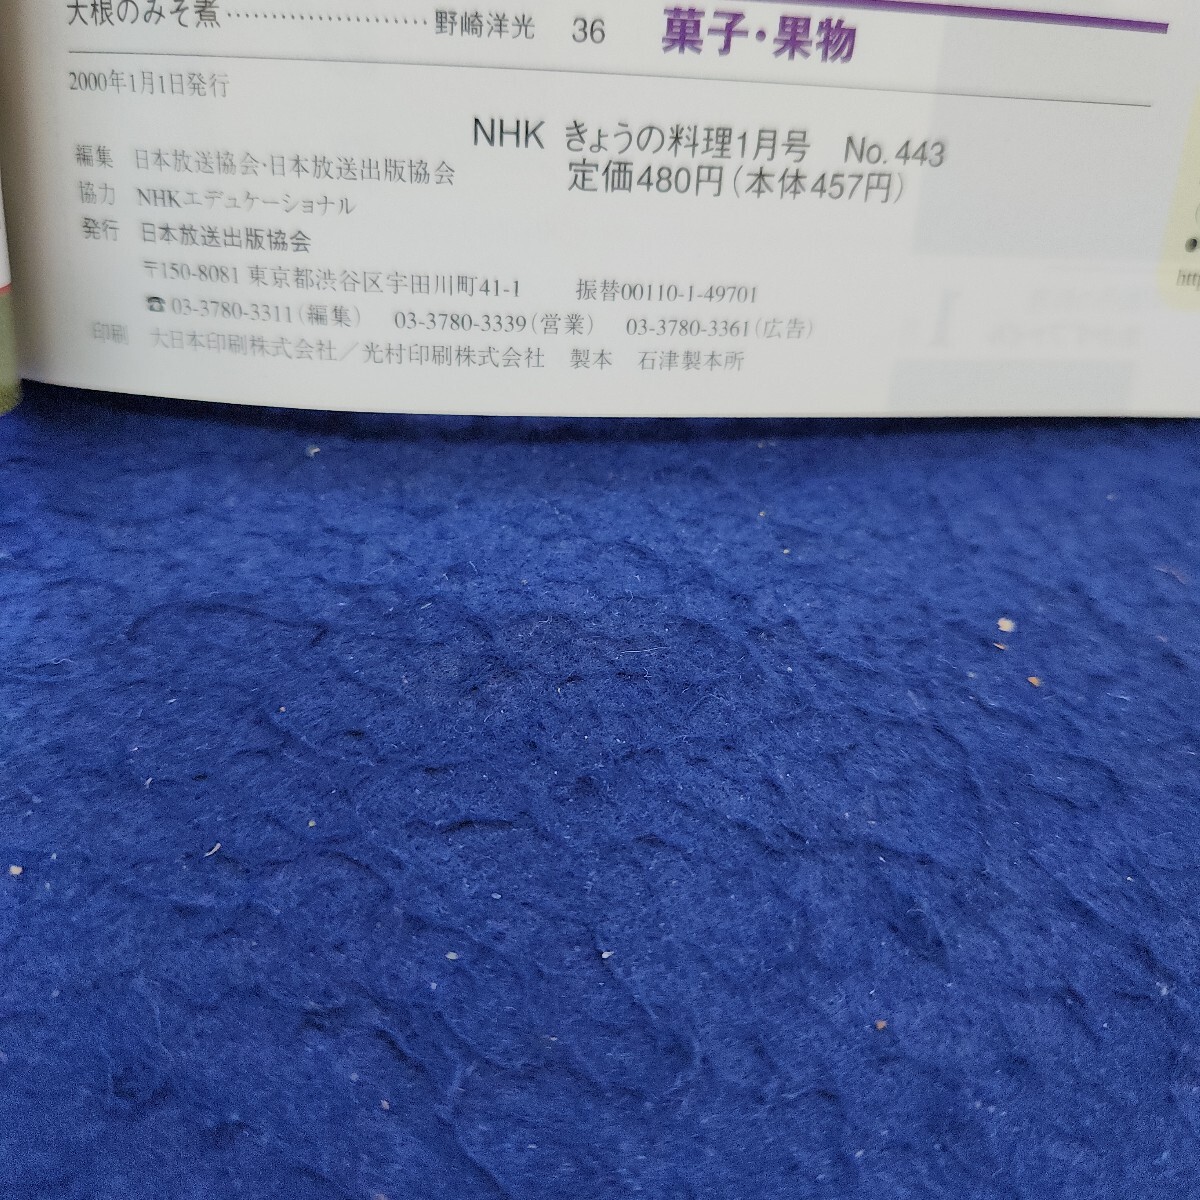 大根のみそ煮……………………野崎洋光 36
菓子・果物
2000年1月1日発行
NHK きょうの料理1月号 No.443
定価480円(本体457円)
編集 日本放送協会・日本放送出版協会
協力 NHKエデュケーショナル
発行 日本放送出版協会
〒150-8081 東京都渋谷区宇田川町41-1 振替00110-1-49701
☎03-3780-3311(編集) 03-3780-3339(営業) 03-3780-3361(広告)
印刷 大日本印刷株式会社/光村印刷株式会社 製本 石津製本所